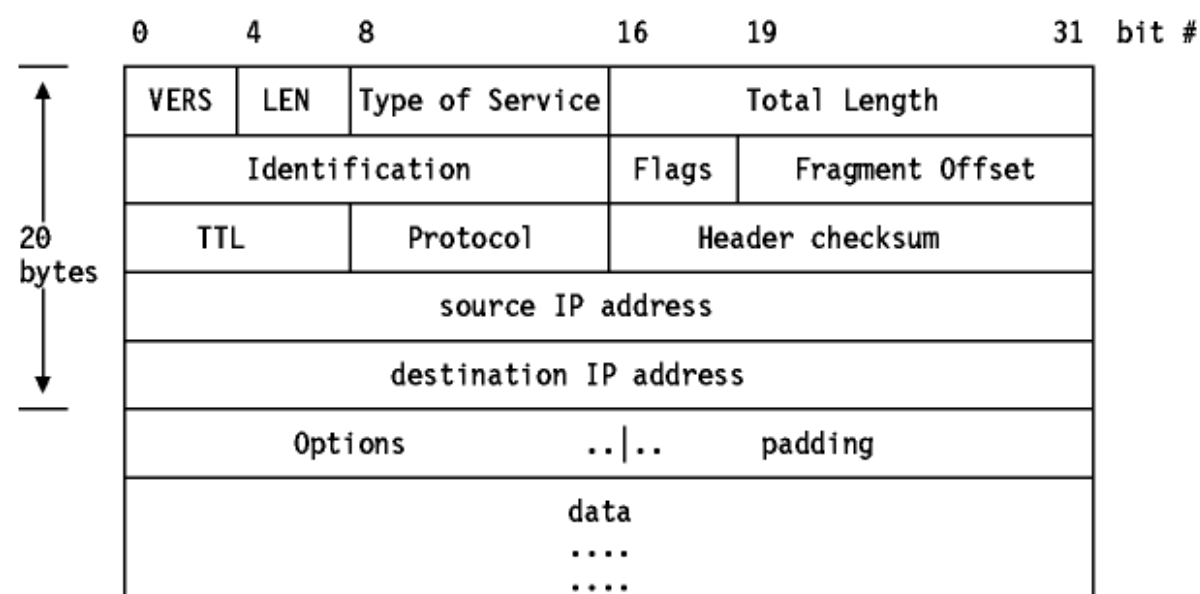 0 4 8 16 19 31 bit #
VERS LEN Type of Service Total Length
Identification Flags Fragment Offset
20 TTL Protocol Header checksum
bytes
source IP address
destination IP address
Options ..|.. padding
data
....
....